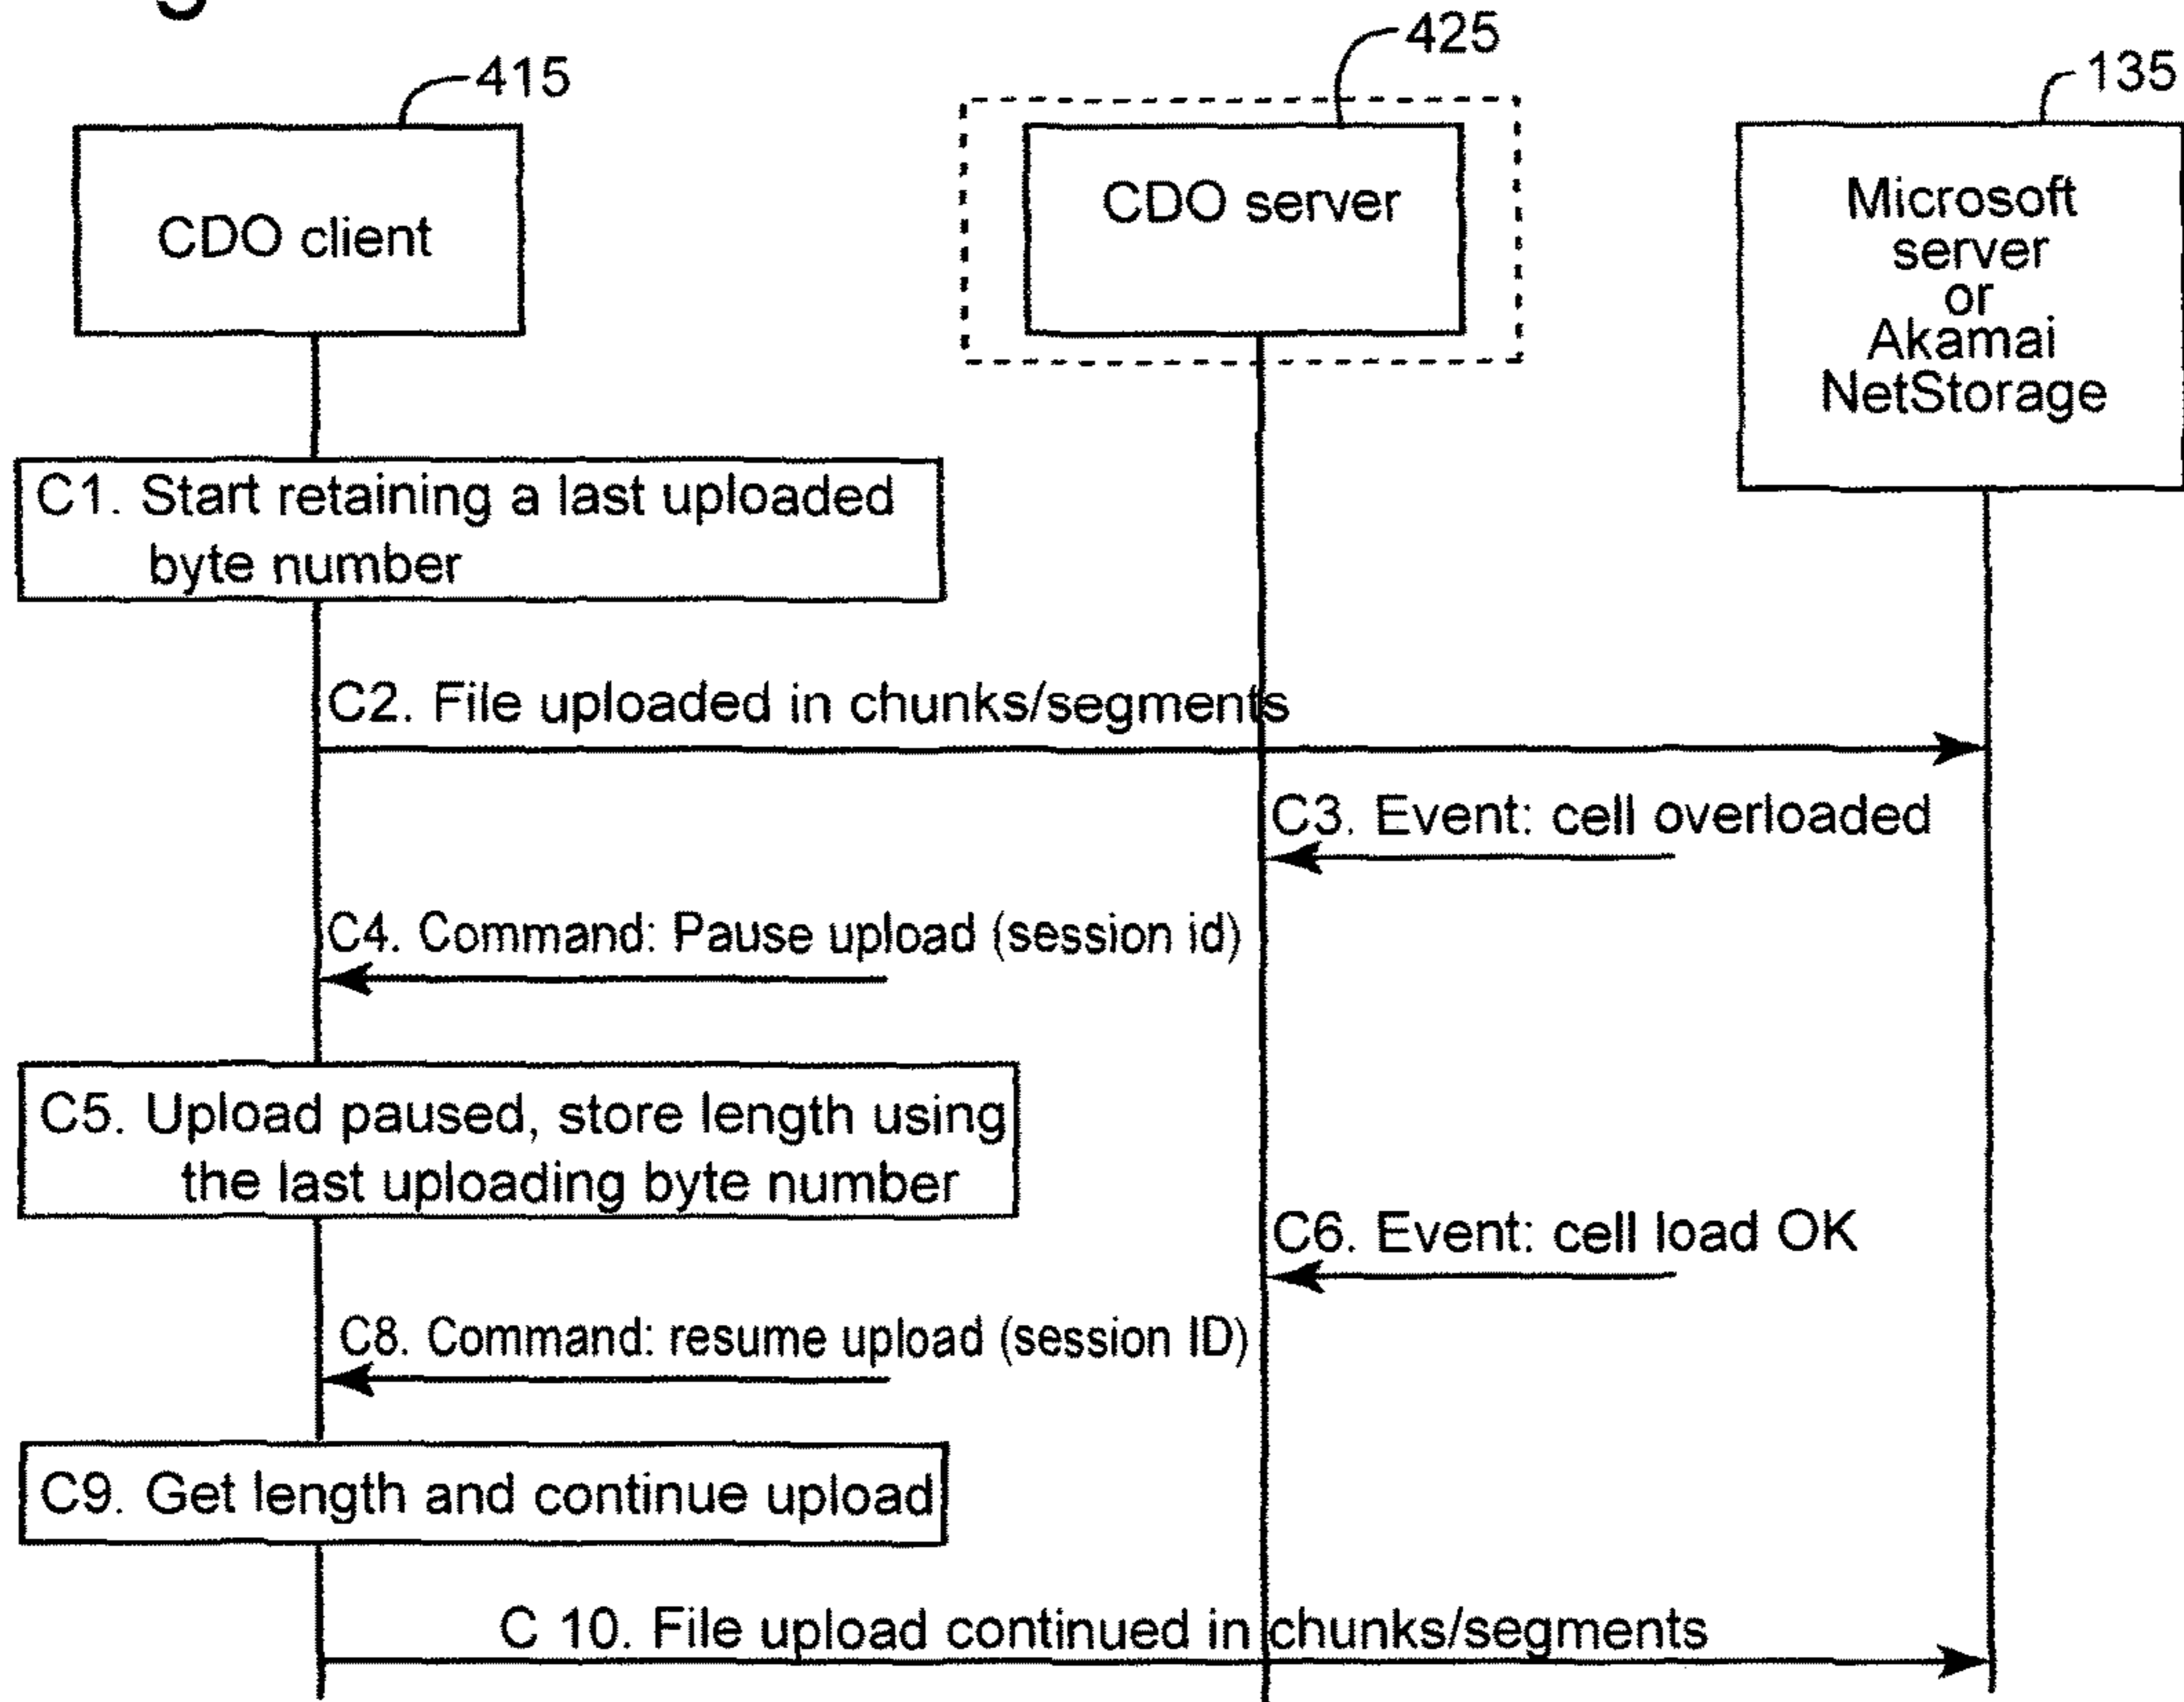 425
415
135
CDO client
CDO server
Microsoft
server
or
Akamai
NetStorage
C1. Start retaining a last uploaded
byte number
C2. File uploaded in chunks/segments
C3. Event: cell overloaded
C4. Command: Pause upload (session id)
C5. Upload paused, store length using
the last uploading byte number
C6. Event: cell load OK
C8. Command: resume upload (session ID)
C9. Get length and continue upload
C 10. File upload continued in chunks/segments